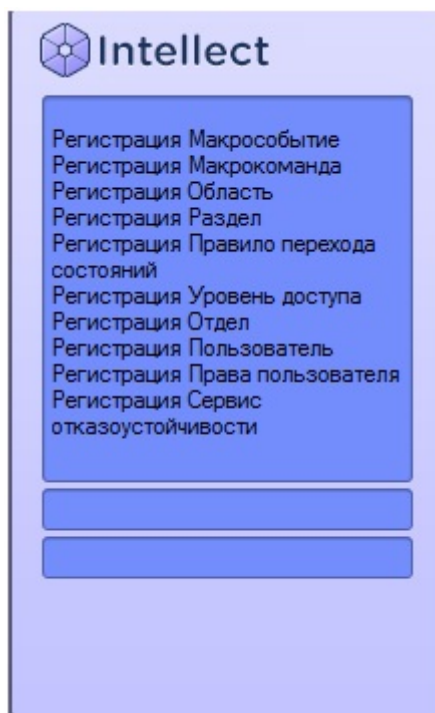 Intellect
Регистрация Макрособытие
Регистрация Макрокоманда
Регистрация Область
Регистрация Раздел
Регистрация Правило перехода
состояний
Регистрация Уровень доступа
Регистрация Отдел
Регистрация Пользователь
Регистрация Права пользователя
Регистрация Сервис
отказоустойчивости